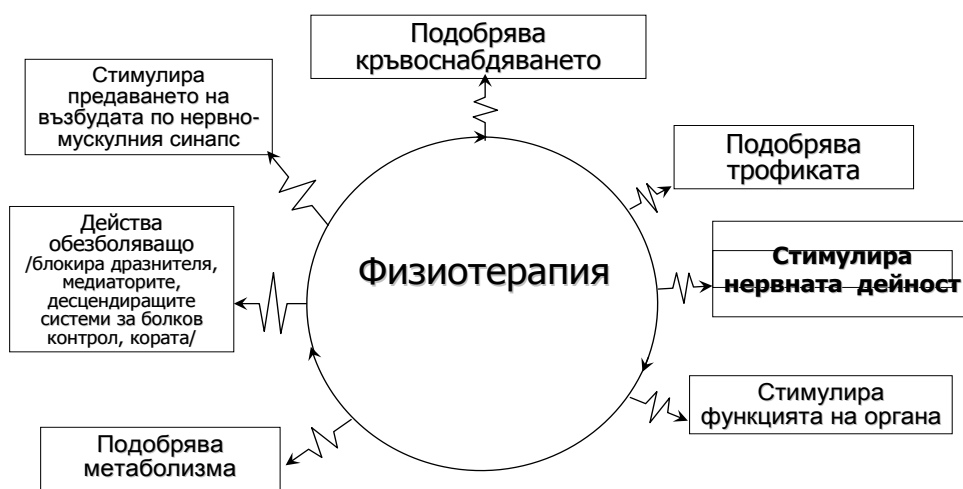 Подобрява
кръвоснабдяването
Стимулира
предаването на
възбудата по нервно-
мускулния синапс
Подобрява
трофиката
Действа
обезболяващо
/блокира дразнителя,
медиаторите,
десцендиращите
системи за болков
контрол, кората/
Физиотерапия
Стимулира
нервната дейност
Стимулира
функцията на органа
Подобрява
метаболизма